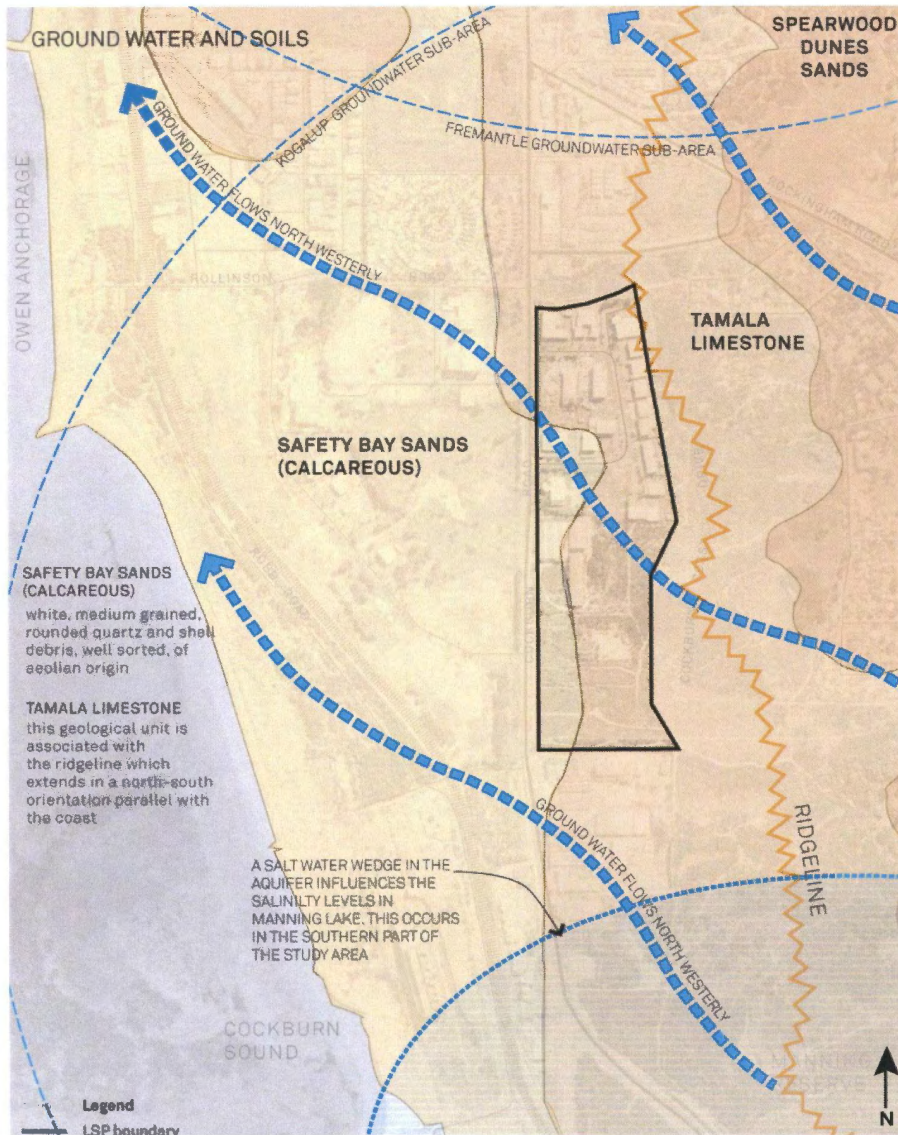 GROUND WATER AND SOILS
SPEARWOOD
DUNES
SANDS
KOGALUP GROUNDWATER SUB-AREA
FREMANTLE GROUNDWATER SUB-AREA
GROUND WATER FLOWS NORTH WESTERLY
OWEN ANCHORAGE
ROLLINSON ROAD
ROCKINGHAM ROAD
TAMALA
LIMESTONE
SAFETY BAY SANDS
(CALCAREOUS)
SAFETY BAY SANDS
(CALCAREOUS)
white, medium grained,
rounded quartz and shell
debris, well sorted, of
aeolian origin
TAMALA LIMESTONE
this geological unit is
associated with
the ridgeline which
extends in a north-south
orientation parallel with
the coast
A SALT WATER WEDGE IN THE
AQUIFER INFLUENCES THE
SALINILTY LEVELS IN
MANNING LAKE. THIS OCCURS
IN THE SOUTHERN PART OF
THE STUDY AREA
GROUND WATER FLOWS NORTH WESTERLY
RIDGELINE
COCKBURN
SOUND
MANNING
RESERVE
N
Legend
LSP boundary